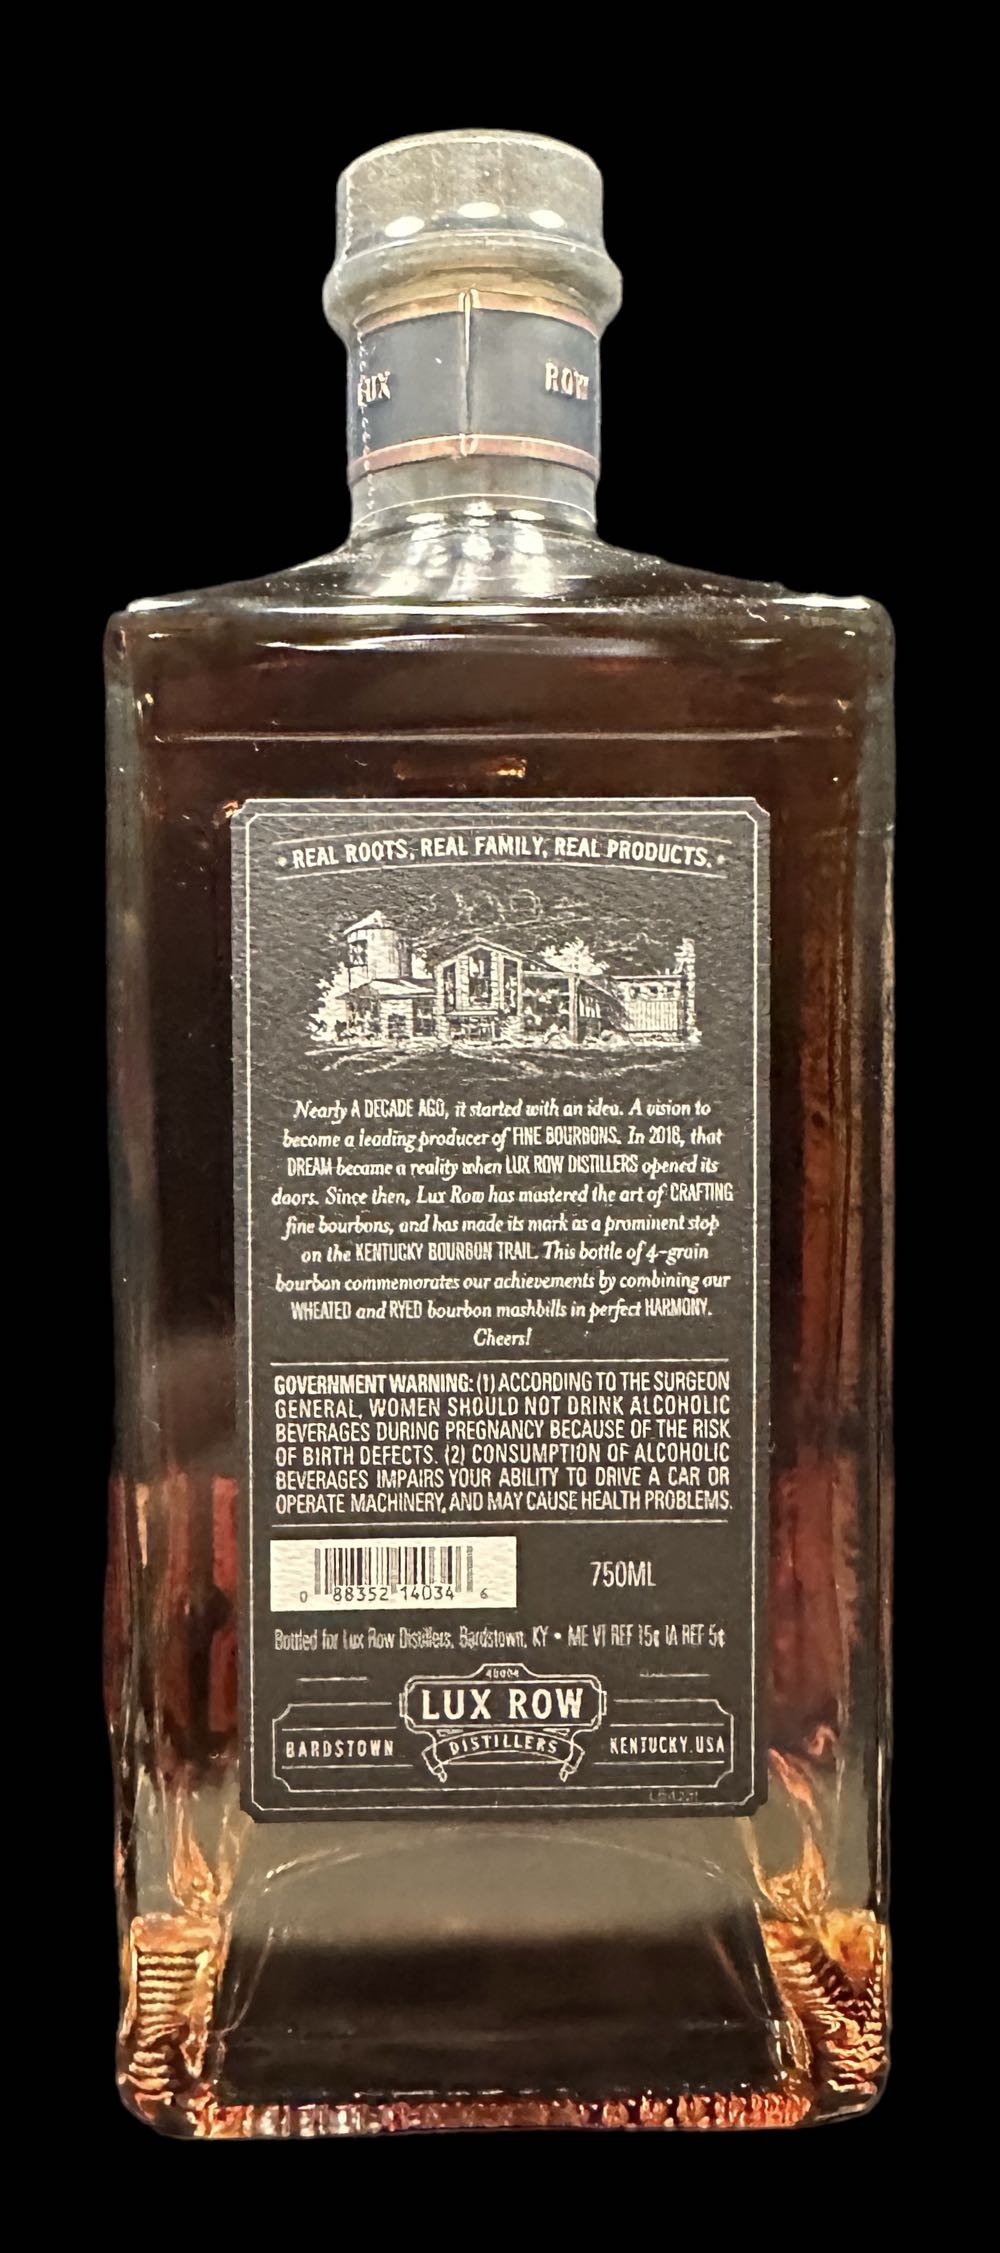 LUX ROW
REAL ROOTS, REAL FAMILY, REAL PRODUCTS.
Nearly A DECADE AGO, it started with an idea. A vision to
become a leading producer of FINE BOURBONS. In 2018, that
DREAM became a reality when LUX ROW DISTILLERS opened its
doors. Since then, Lux Row has mastered the art of CRAFTING
fine bourbons, and has made its mark as a prominent stop
on the KENTUCKY BOURBON TRAIL. This bottle of 4-grain
bourbon commemorates our achievements by combining our
WHEATED and RYED bourbon mashbills in perfect HARMONY.
Cheers!
GOVERNMENT WARNING: (1) ACCORDING TO THE SURGEON
GENERAL, WOMEN SHOULD NOT DRINK ALCOHOLIC
BEVERAGES DURING PREGNANCY BECAUSE OF THE RISK
OF BIRTH DEFECTS. (2) CONSUMPTION OF ALCOHOLIC
BEVERAGES IMPAIRS YOUR ABILITY TO DRIVE A CAR OR
OPERATE MACHINERY, AND MAY CAUSE HEALTH PROBLEMS.
0 88352 14034 6
750ML
Bottled for Lux Row Distillers, Bardstown, KY • ME VT REF 15¢ IA REF 5¢
40004
LUX ROW
DISTILLERS
BARDSTOWN
KENTUCKY.USA